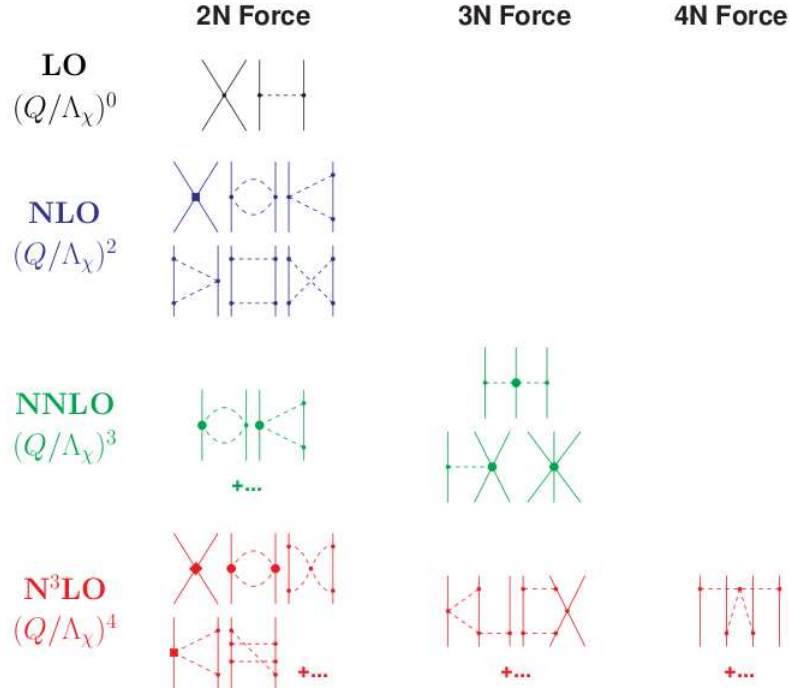 2N Force 3N Force 4N Force
LO
(Q/Λχ)⁰
NLO
(Q/Λχ)²
NNLO
(Q/Λχ)³
+...
N³LO
(Q/Λχ)⁴
+... +... +...